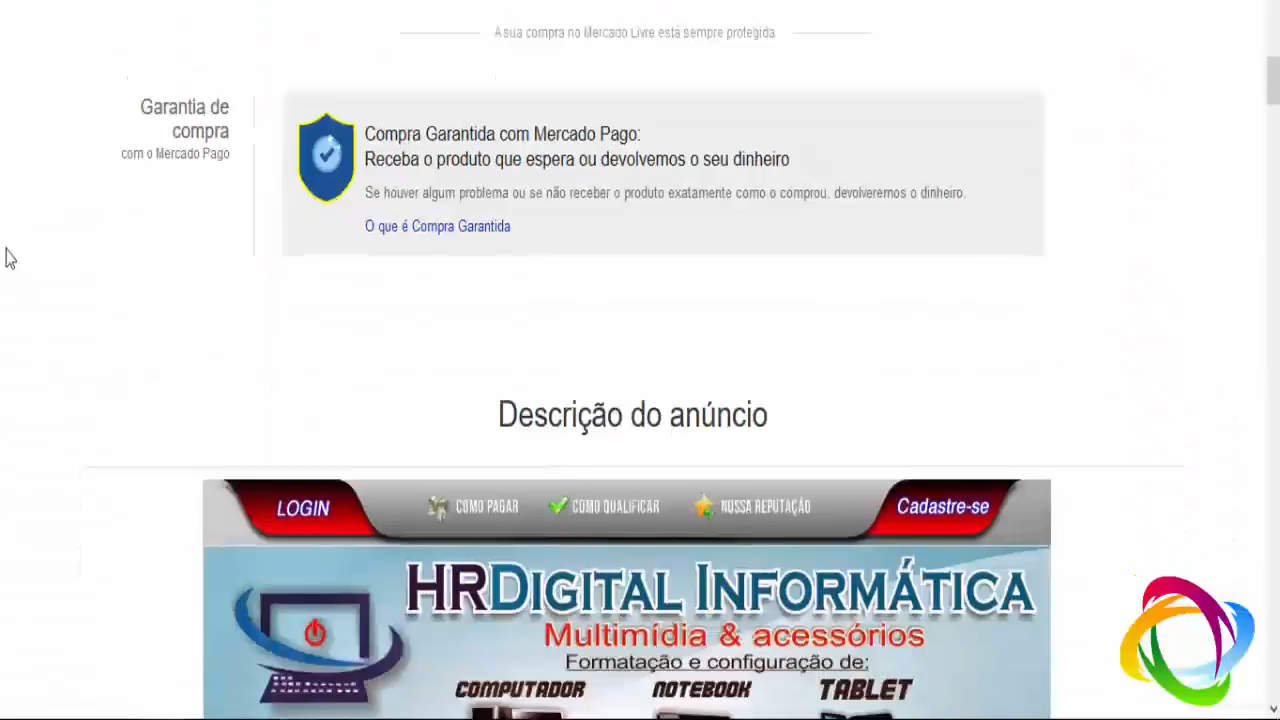 A sua compra no Mercado Livre está sempre protegida
Garantia de
compra
com o Mercado Pago
Compra Garantida com Mercado Pago:
Receba o produto que espera ou devolvemos o seu dinheiro
Se houver algum problema ou se não receber o produto exatamente como o comprou, devolveremos o dinheiro.
O que é Compra Garantida
Descrição do anúncio
LOGIN
COMO PAGAR
COMO QUALIFICAR
NOSSA REPUTAÇÃO
Cadastre-se
HRDIGITAL INFORMÁTICA
Multimídia & acessórios
Formatação e configuração de:
COMPUTADOR NOTEBOOK TABLET